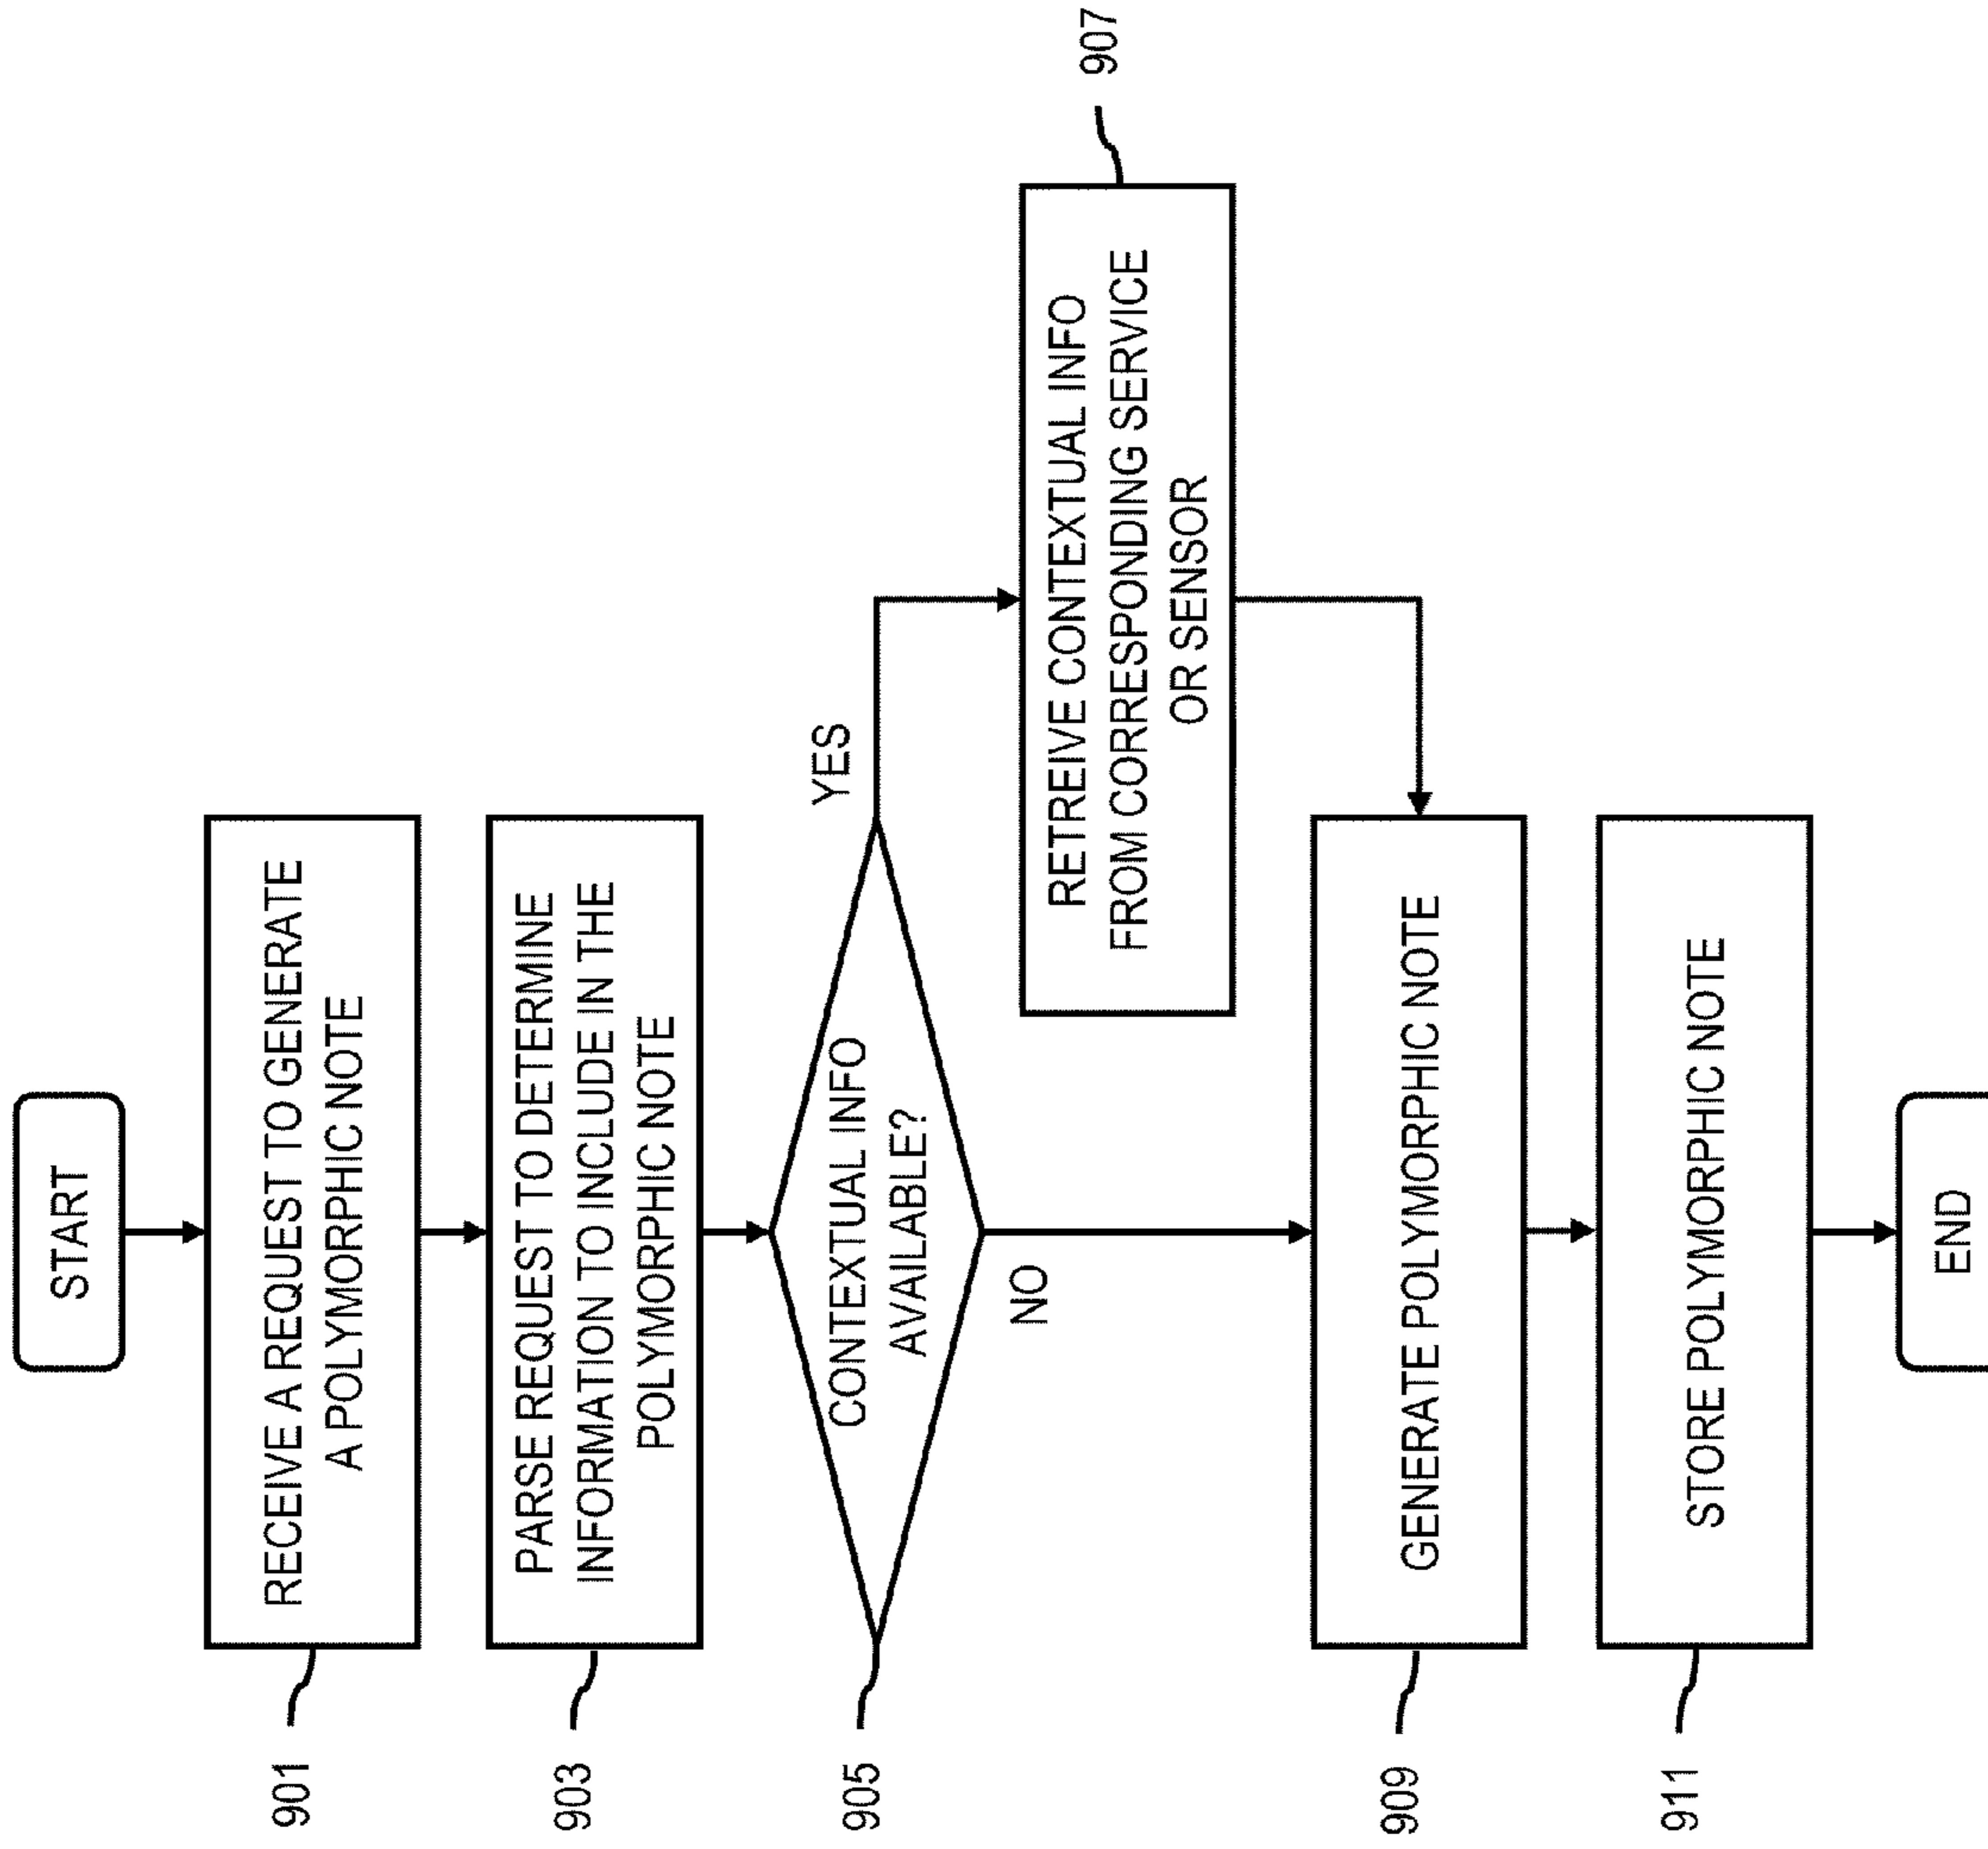 START
901
RECEIVE A REQUEST TO GENERATE
A POLYMORPHIC NOTE
903
PARSE REQUEST TO DETERMINE
INFORMATION TO INCLUDE IN THE
POLYMORPHIC NOTE
905
CONTEXTUAL INFO
AVAILABLE?
YES
NO
907
RETREIVE CONTEXTUAL INFO
FROM CORRESPONDING SERVICE
OR SENSOR
909
GENERATE POLYMORPHIC NOTE
911
STORE POLYMORPHIC NOTE
END